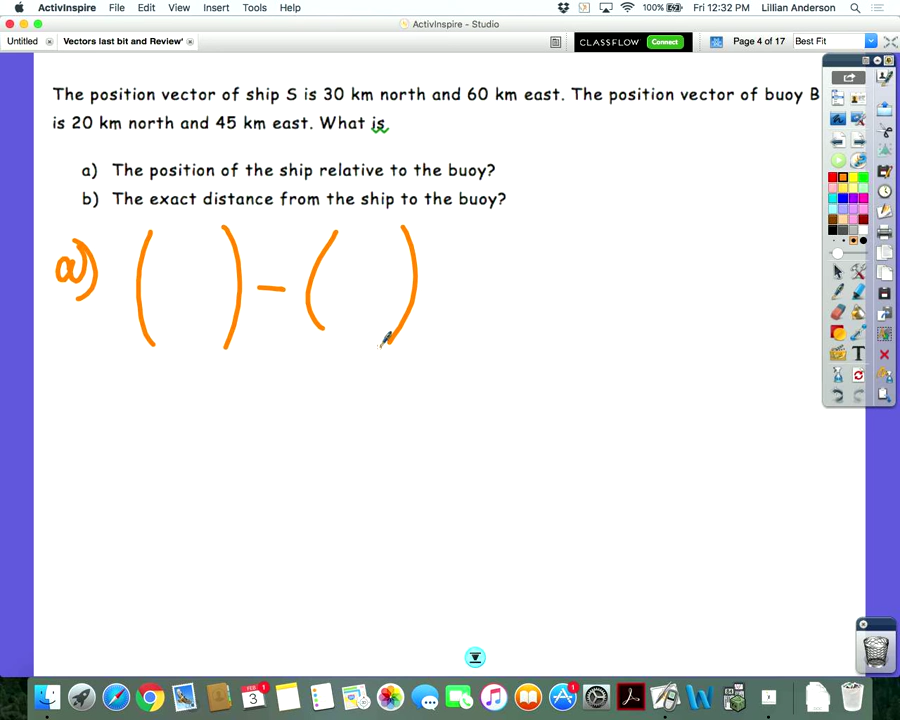 ActivInspire File Edit View Insert Tools Help 100% Fri 12:32 PM Lillian Anderson
ActivInspire - Studio
Untitled Vectors last bit and Review* CLASSFLOW Connect Page 4 of 17 Best Fit
The position vector of ship S is 30 km north and 60 km east. The position vector of buoy B
is 20 km north and 45 km east. What is
a) The position of the ship relative to the buoy?
b) The exact distance from the ship to the buoy?
a) ( ) - ( )
T
FEB
3
1
1
W